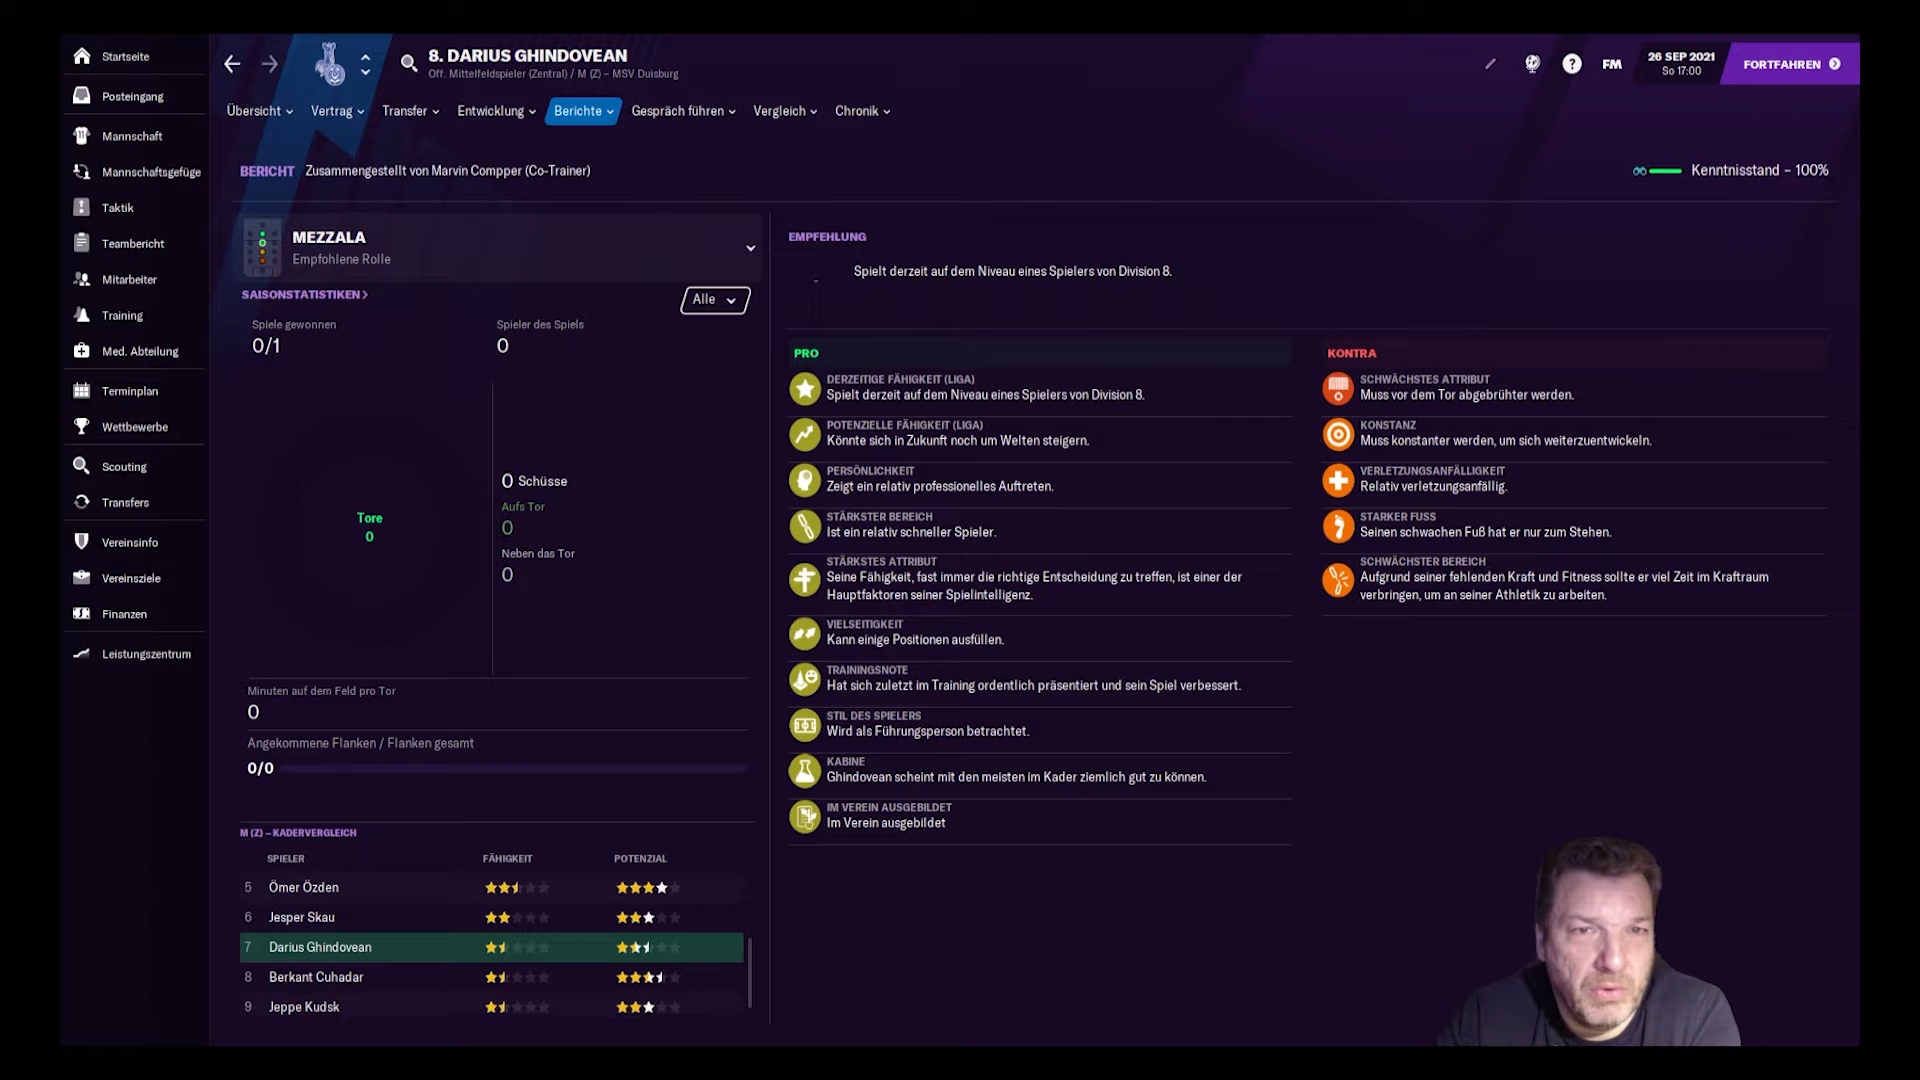 Startseite
Posteingang
Mannschaft
Mannschaftsgefüge
Taktik
Teambericht
Mitarbeiter
Training
Med. Abteilung
Terminplan
Wettbewerbe
Scouting
Transfers
Vereinsinfo
Vereinsziele
Finanzen
Leistungszentrum
8. DARIUS GHINDOVEAN
Off. Mittelfeldspieler (Zentral) / M (Z) – MSV Duisburg
? FM
26 SEP 2021
So 17:00
FORTFAHREN
Übersicht Vertrag Transfer Entwicklung Berichte Gespräch führen Vergleich Chronik
BERICHT Zusammengestellt von Marvin Compper (Co-Trainer)
Kenntnisstand – 100%
MEZZALA
Empfohlene Rolle
SAISONSTATISTIKEN
Alle
Spiele gewonnen
0/1
Spieler des Spiels
0
Tore
0
0 Schüsse
Aufs Tor
0
Neben das Tor
0
Minuten auf dem Feld pro Tor
0
Angekommene Flanken / Flanken gesamt
0/0
M (Z) – KADERVERGLEICH
SPIELER FÄHIGKEIT POTENZIAL
5 Ömer Özden
6 Jesper Skau
7 Darius Ghindovean
8 Berkant Cuhadar
9 Jeppe Kudsk
EMPFEHLUNG
-
Spielt derzeit auf dem Niveau eines Spielers von Division 8.
PRO
DERZEITIGE FÄHIGKEIT (LIGA)
Spielt derzeit auf dem Niveau eines Spielers von Division 8.
POTENZIELLE FÄHIGKEIT (LIGA)
Könnte sich in Zukunft noch um Welten steigern.
PERSÖNLICHKEIT
Zeigt ein relativ professionelles Auftreten.
STÄRKSTER BEREICH
Ist ein relativ schneller Spieler.
STÄRKSTES ATTRIBUT
Seine Fähigkeit, fast immer die richtige Entscheidung zu treffen, ist einer der
Hauptfaktoren seiner Spielintelligenz.
VIELSEITIGKEIT
Kann einige Positionen ausfüllen.
TRAININGSNOTE
Hat sich zuletzt im Training ordentlich präsentiert und sein Spiel verbessert.
STIL DES SPIELERS
Wird als Führungsperson betrachtet.
KABINE
Ghindovean scheint mit den meisten im Kader ziemlich gut zu können.
IM VEREIN AUSGEBILDET
Im Verein ausgebildet
KONTRA
SCHWÄCHSTES ATTRIBUT
Muss vor dem Tor abgebrühter werden.
KONSTANZ
Muss konstanter werden, um sich weiterzuentwickeln.
VERLETZUNGSANFÄLLIGKEIT
Relativ verletzungsanfällig.
STARKER FUSS
Seinen schwachen Fuß hat er nur zum Stehen.
SCHWÄCHSTER BEREICH
Aufgrund seiner fehlenden Kraft und Fitness sollte er viel Zeit im Kraftraum
verbringen, um an seiner Athletik zu arbeiten.